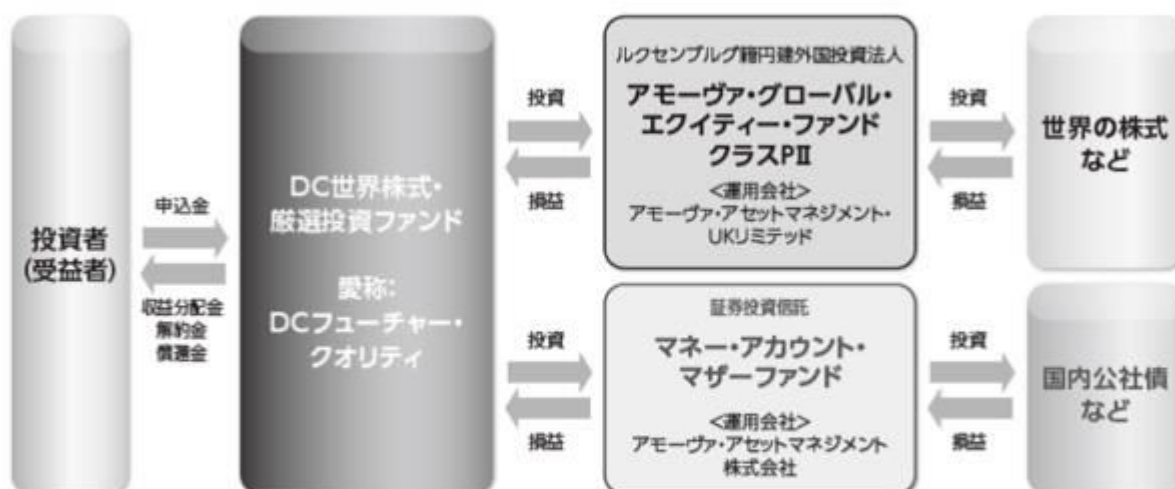 投資者
(受益者)
申込金
収益分配金
解約金
償還金
DC世界株式・
厳選投資ファンド
愛称：
DCフューチャー・
クオリティ
投資
損益
ルクセンブルグ籍円建外国投資法人
アモーヴァ・グローバル・
エクイティー・ファンド
クラスPⅡ
<運用会社>
アモーヴァ・アセットマネジメント・
UKリミテッド
投資
損益
世界の株式
など
投資
損益
証券投資信託
マネー・アカウント・
マザーファンド
<運用会社>
アモーヴァ・アセットマネジメント
株式会社
投資
損益
国内公社債
など